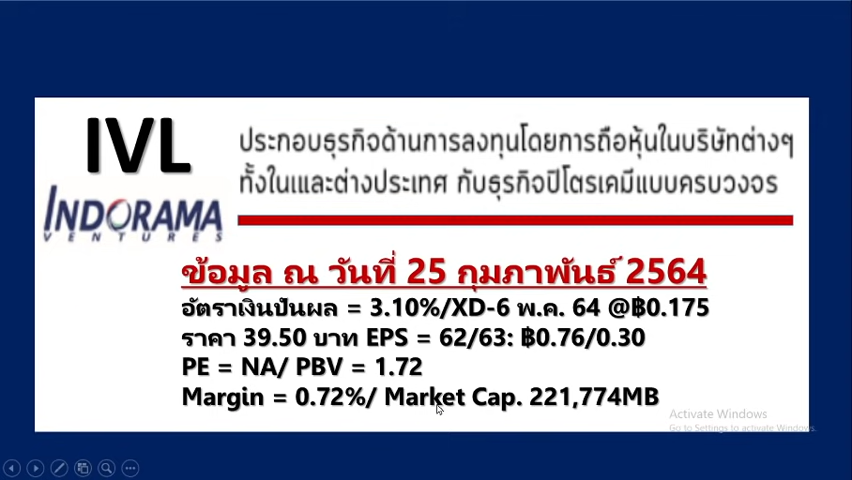 IVL
INDORAMA
VENTURES
ประกอบธุรกิจด้านการลงทุนโดยการถือหุ้นในบริษัทต่างๆ
ทั้งในและต่างประเทศ กับธุรกิจปิโตรเคมีแบบครบวงจร
ข้อมูล ณ วันที่ 25 กุมภาพันธ์ 2564
อัตราเงินปันผล = 3.10%/XD-6 พ.ค. 64 @฿0.175
ราคา 39.50 บาท EPS = 62/63: ฿0.76/0.30
PE = NA/ PBV = 1.72
Margin = 0.72%/ Market Cap. 221,774MB
Activate Windows
Go to Settings to activate Windows.